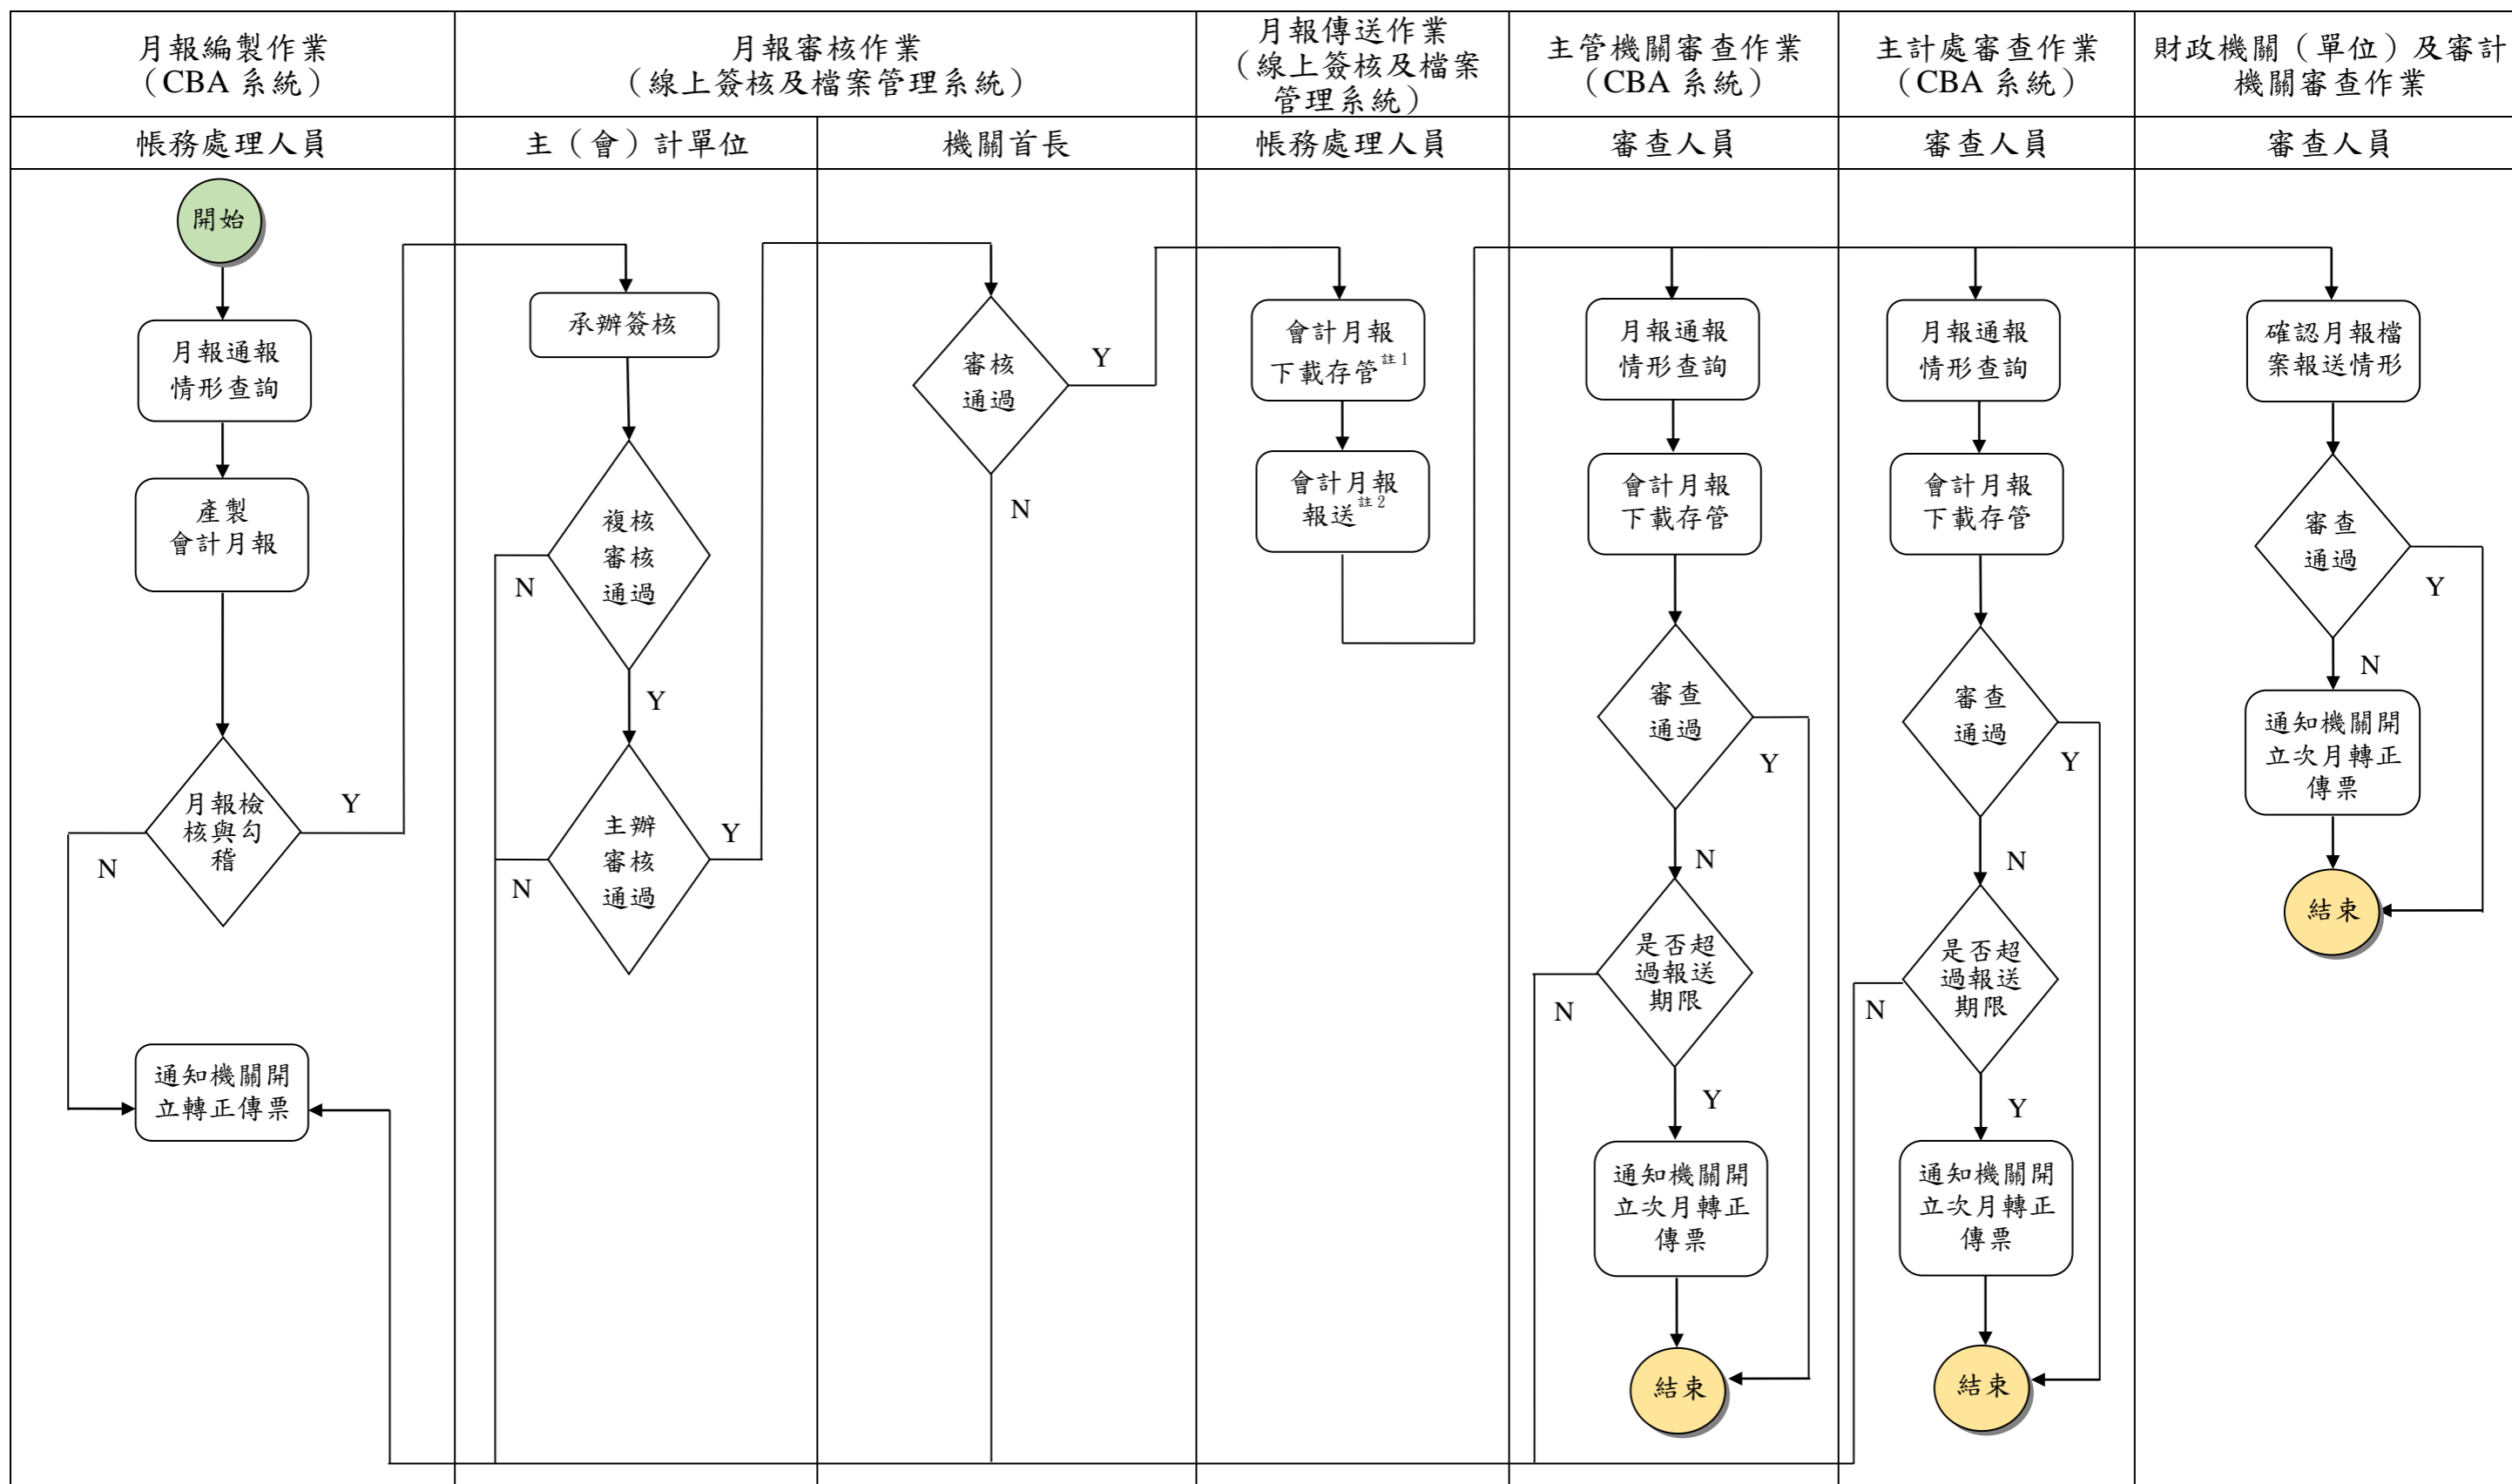 月報編製作業
（CBA 系統）
月報審核作業
（線上簽核及檔案管理系統）
月報傳送作業
（線上簽核及檔案
管理系統）
主管機關審查作業
（CBA 系統）
主計處審查作業
（CBA 系統）
財政機關（單位）及審計
機關審查作業
帳務處理人員
主（會）計單位
機關首長
帳務處理人員
審查人員
審查人員
審查人員
開始
月報通報
情形查詢
產製
會計月報
月報檢
核與勾
稽
Y
N
通知機關開
立轉正傳票
承辦簽核
複核
審核
通過
N
Y
主辦
審核
通過
Y
N
審核
通過
Y
N
會計月報
下載存管註1
會計月報
報送註2
月報通報
情形查詢
會計月報
下載存管
審查
通過
Y
N
是否超
過報送
期限
N
Y
通知機關開
立次月轉正
傳票
結束
月報通報
情形查詢
會計月報
下載存管
審查
通過
Y
N
是否超
過報送
期限
N
Y
通知機關開
立次月轉正
傳票
結束
確認月報檔
案報送情形
審查
通過
Y
N
通知機關開
立次月轉正
傳票
結束